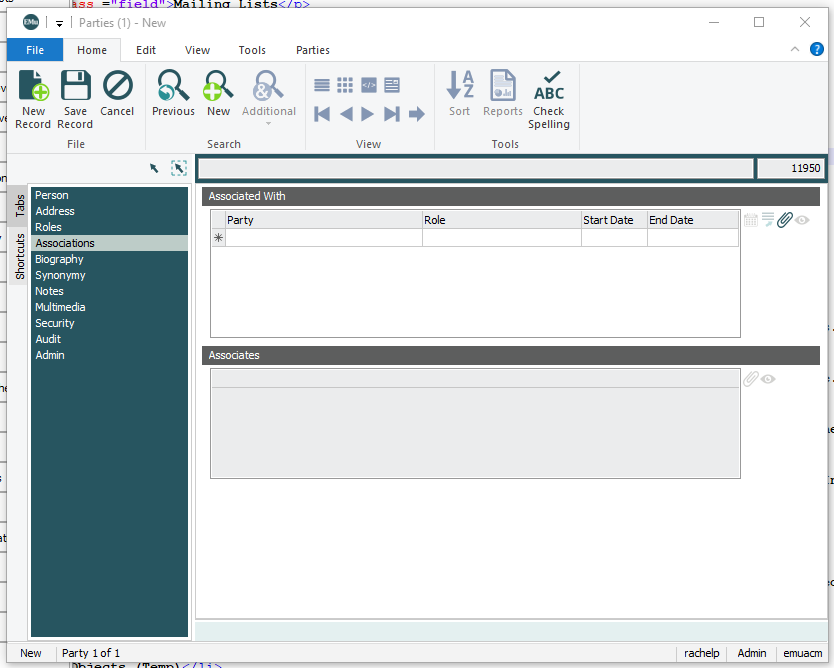 ass ="field">Mailing Lists</p>
EMu Parties (1) - New
File Home Edit View Tools Parties ?
New Record
Save Record
Cancel
Previous
New
Additional
Sort
Reports
Check Spelling
File Search View Tools
11950
Tabs
Shortcuts
Person
Address
Roles
Associations
Biography
Synonymy
Notes
Multimedia
Security
Audit
Admin
Associated With
Party Role Start Date End Date
Associates
New Party 1 of 1 rachelp Admin emuacm
Objects (Temp)</li>